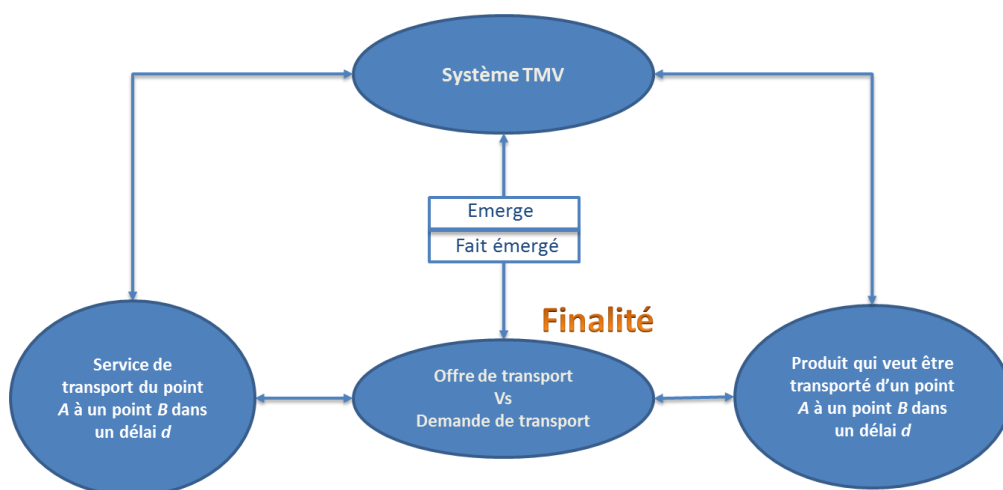 Système TMV
Emerge
Fait émergé
Finalité
Service de
transport du point
A à un point B dans
un délai d
Offre de transport
Vs
Demande de transport
Produit qui veut être
transporté d’un point
A à un point B dans
un délai d